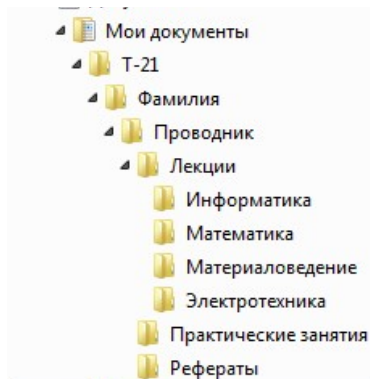 Мои документы
Т-21
Фамилия
Проводник
Лекции
Информатика
Математика
Материаловедение
Электротехника
Практические занятия
Рефераты